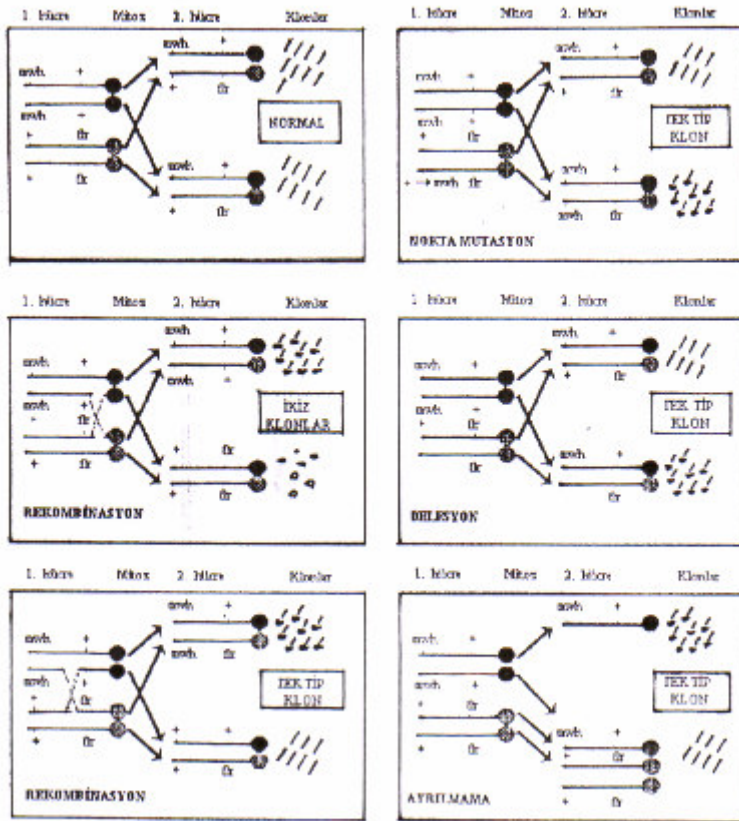 1. hücre Mitoz 2. hücre Klonlar
mwh +
mwh +
+ flr
mwh +
+ flr
+ flr
mwh +
+ flr
NORMAL
1. hücre Mitoz 2. hücre Klonlar
mwh +
mwh +
+ flr
+ → mwh flr
mwh +
+ flr
mwh +
mwh flr
TEK TİP
KLON
NOKTA MUTASYON
1. hücre Mitoz 2. hücre Klonlar
mwh +
mwh +
+ flr
+ flr
mwh +
mwh +
+ flr
+ flr
İKİZ
KLONLAR
REKOMBİNASYON
1. hücre Mitoz 2. hücre Klonlar
mwh +
mwh +
+ flr
+ flr
mwh +
+ flr
mwh +
flr
TEK TİP
KLON
DELESYON
1. hücre Mitoz 2. hücre Klonlar
mwh +
mwh +
+ flr
+ flr
mwh +
mwh flr
+ +
+ flr
TEK TİP
KLON
REKOMBİNASYON
1. hücre Mitoz 2. hücre Klonlar
mwh +
mwh +
+ flr
+ flr
mwh +
mwh +
+ flr
+ flr
TEK TİP
KLON
AYRILMAMA